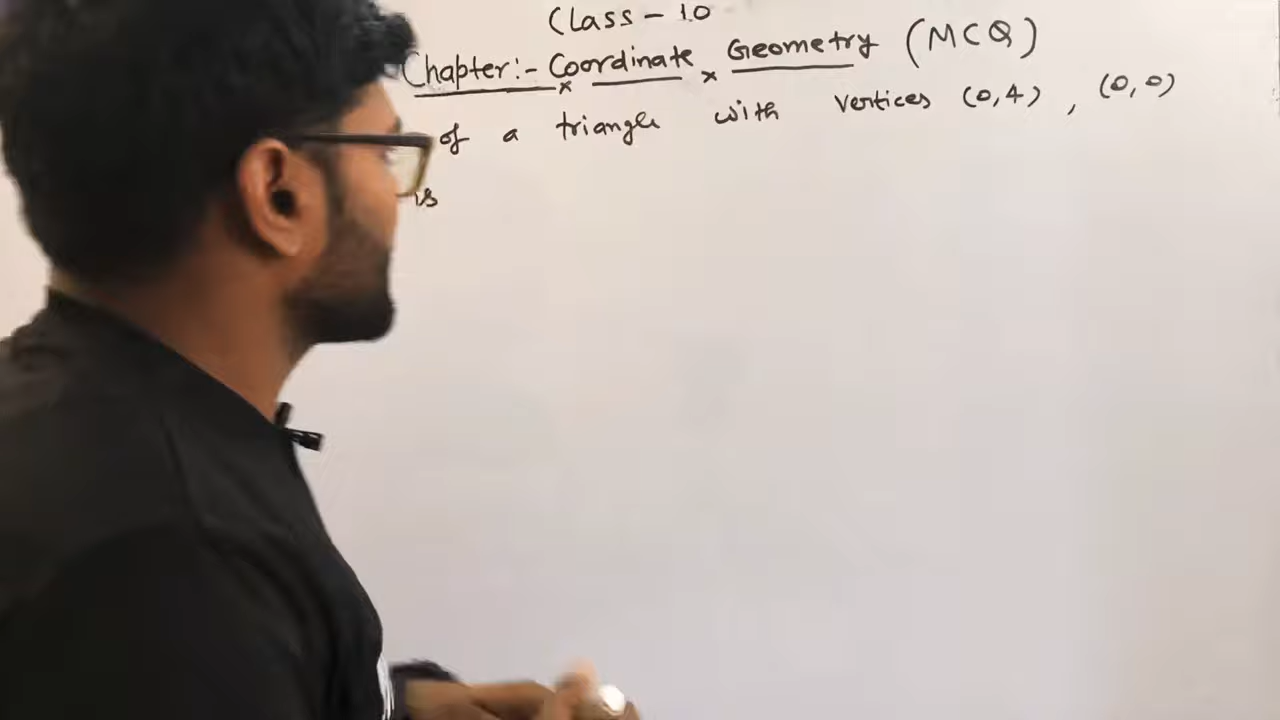 Class - 10
Chapter:- Coordinate Geometry (MCQ)
of a triangle with vertices (0,4) , (0,0)
is